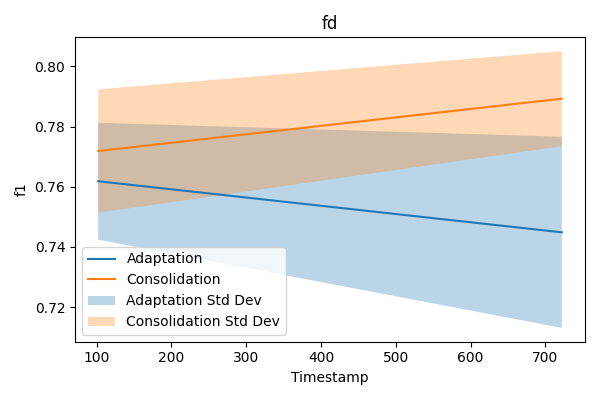 fd
f1
0.80
0.78
0.76
0.74
0.72
Adaptation
Consolidation
Adaptation Std Dev
Consolidation Std Dev
100 200 300 400 500 600 700
Timestamp